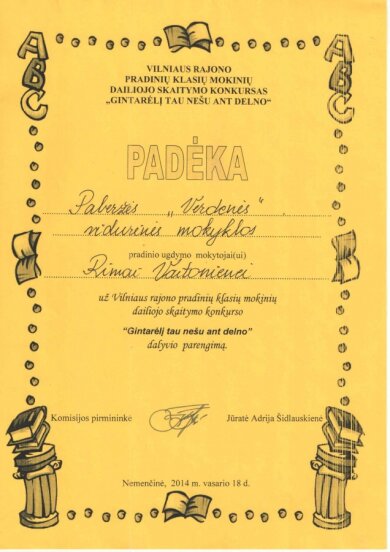 ABC
ABC
VILNIAUS RAJONO
PRADINIŲ KLASIŲ MOKINIŲ
DAILIOJO SKAITYMO KONKURSAS
„GINTARĖLĮ TAU NEŠU ANT DELNO“
PADĖKA
Paberžės „Verdenės“
vidurinės mokyklos
pradinio ugdymo mokytojai(ui)
Rimai Vaitonienei
už Vilniaus rajono pradinių klasių mokinių
dailiojo skaitymo konkurso
“Gintarėlį tau nešu ant delno”
dalyvio parengimą.
Komisijos pirmininkė
Jūratė Adrija Šidlauskienė
Nemenčinė, 2014 m. vasario 18 d.